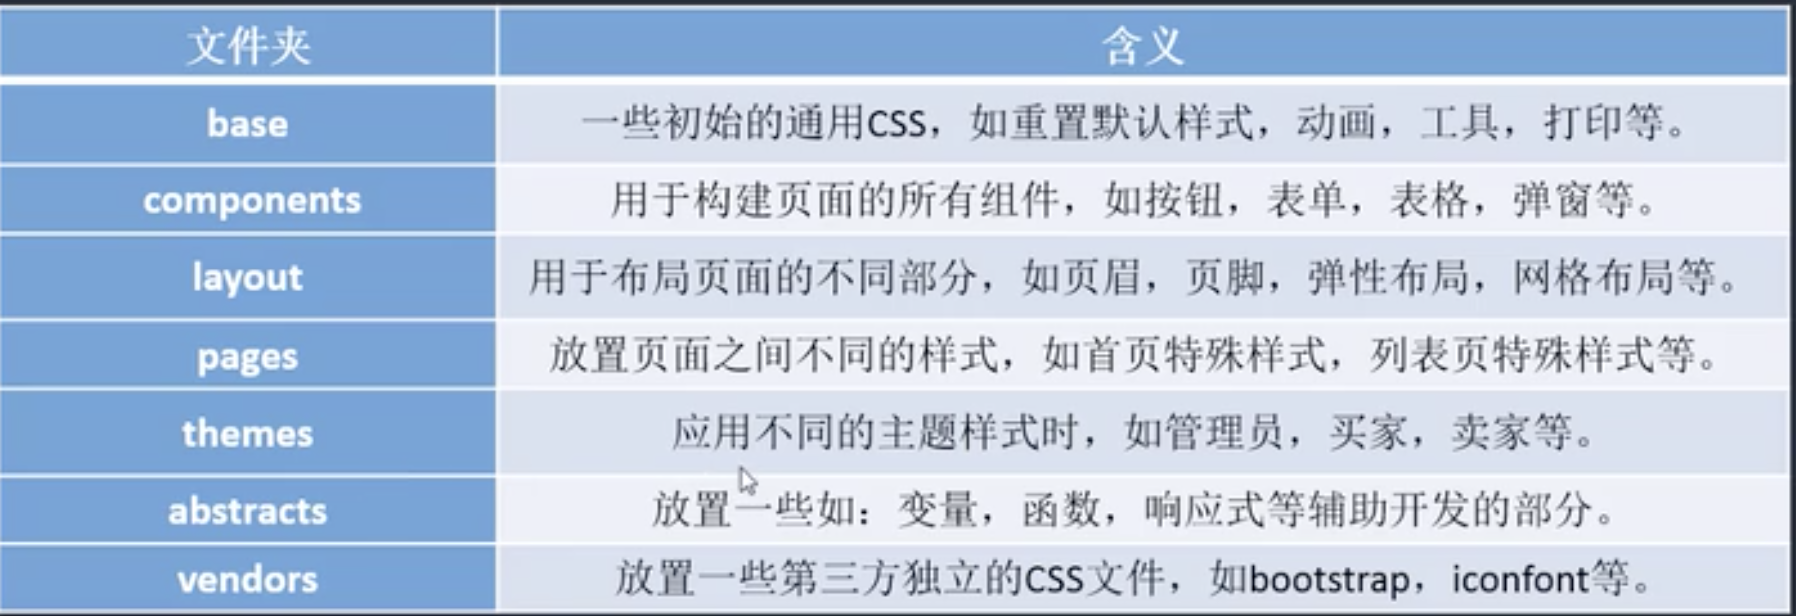 文件夹 含义
base 一些初始的通用CSS，如重置默认样式，动画，工具，打印等。
components 用于构建页面的所有组件，如按钮，表单，表格，弹窗等。
layout 用于布局页面的不同部分，如页眉，页脚，弹性布局，网格布局等。
pages 放置页面之间不同的样式，如首页特殊样式，列表页特殊样式等。
themes 应用不同的主题样式时，如管理员，买家，卖家等。
abstracts 放置一些如：变量，函数，响应式等辅助开发的部分。
vendors 放置一些第三方独立的CSS文件，如bootstrap，iconfont等。